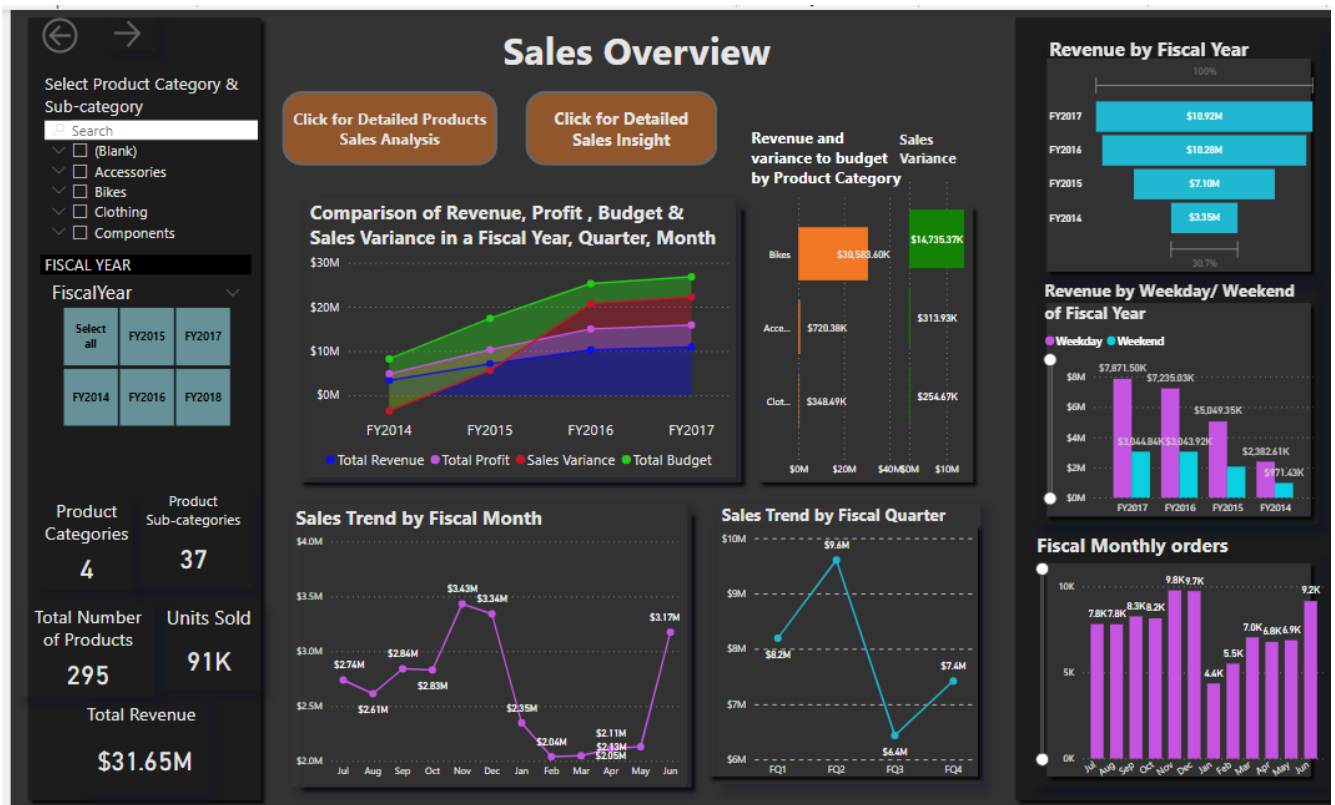 Select Product Category &
Sub-category
Search
(Blank)
Accessories
Bikes
Clothing
Components
FISCAL YEAR
FiscalYear
Select
all
FY2015
FY2017
FY2014
FY2016
FY2018
Product
Categories
4
Product
Sub-categories
37
Total Number
of Products
295
Units Sold
91K
Total Revenue
$31.65M
Sales Overview
Click for Detailed Products
Sales Analysis
Click for Detailed
Sales Insight
Comparison of Revenue, Profit , Budget &
Sales Variance in a Fiscal Year, Quarter, Month
$30M
$20M
$10M
$0M
FY2014
FY2015
FY2016
FY2017
Total Revenue
Total Profit
Sales Variance
Total Budget
Revenue and
variance to budget
by Product Category
Sales
Variance
Bikes
$30,583.60K
$14,735.37K
Acce...
$720.38K
$313.93K
Clot...
$348.49K
$254.67K
$0M
$20M
$40M
$0M
$10M
Sales Trend by Fiscal Month
$4.0M
$3.5M
$3.0M
$2.5M
$2.0M
$2.74M
$2.61M
$2.84M
$2.83M
$3.43M
$3.34M
$2.35M
$2.04M
$2.11M
$2.13M
$2.05M
$3.17M
Jul
Aug
Sep
Oct
Nov
Dec
Jan
Feb
Mar
Apr
May
Jun
Sales Trend by Fiscal Quarter
$10M
$9M
$8M
$7M
$6M
$8.2M
$9.6M
$6.4M
$7.4M
FQ1
FQ2
FQ3
FQ4
Revenue by Fiscal Year
100%
FY2017
$10.92M
FY2016
$10.28M
FY2015
$7.10M
FY2014
$3.35M
30.7%
Revenue by Weekday/ Weekend
of Fiscal Year
Weekday
Weekend
$8M
$6M
$4M
$2M
$0M
$7,871.50K
$3,044.84K
$7,235.03K
$3,043.92K
$5,049.35K
$2,382.61K
$971.43K
FY2017
FY2016
FY2015
FY2014
Fiscal Monthly orders
10K
5K
0K
7.8K
7.8K
8.3K
8.2K
9.8K
9.7K
4.4K
5.5K
7.0K
6.8K
6.9K
9.2K
Jul
Aug
Sep
Oct
Nov
Dec
Jan
Feb
Mar
Apr
May
Jun